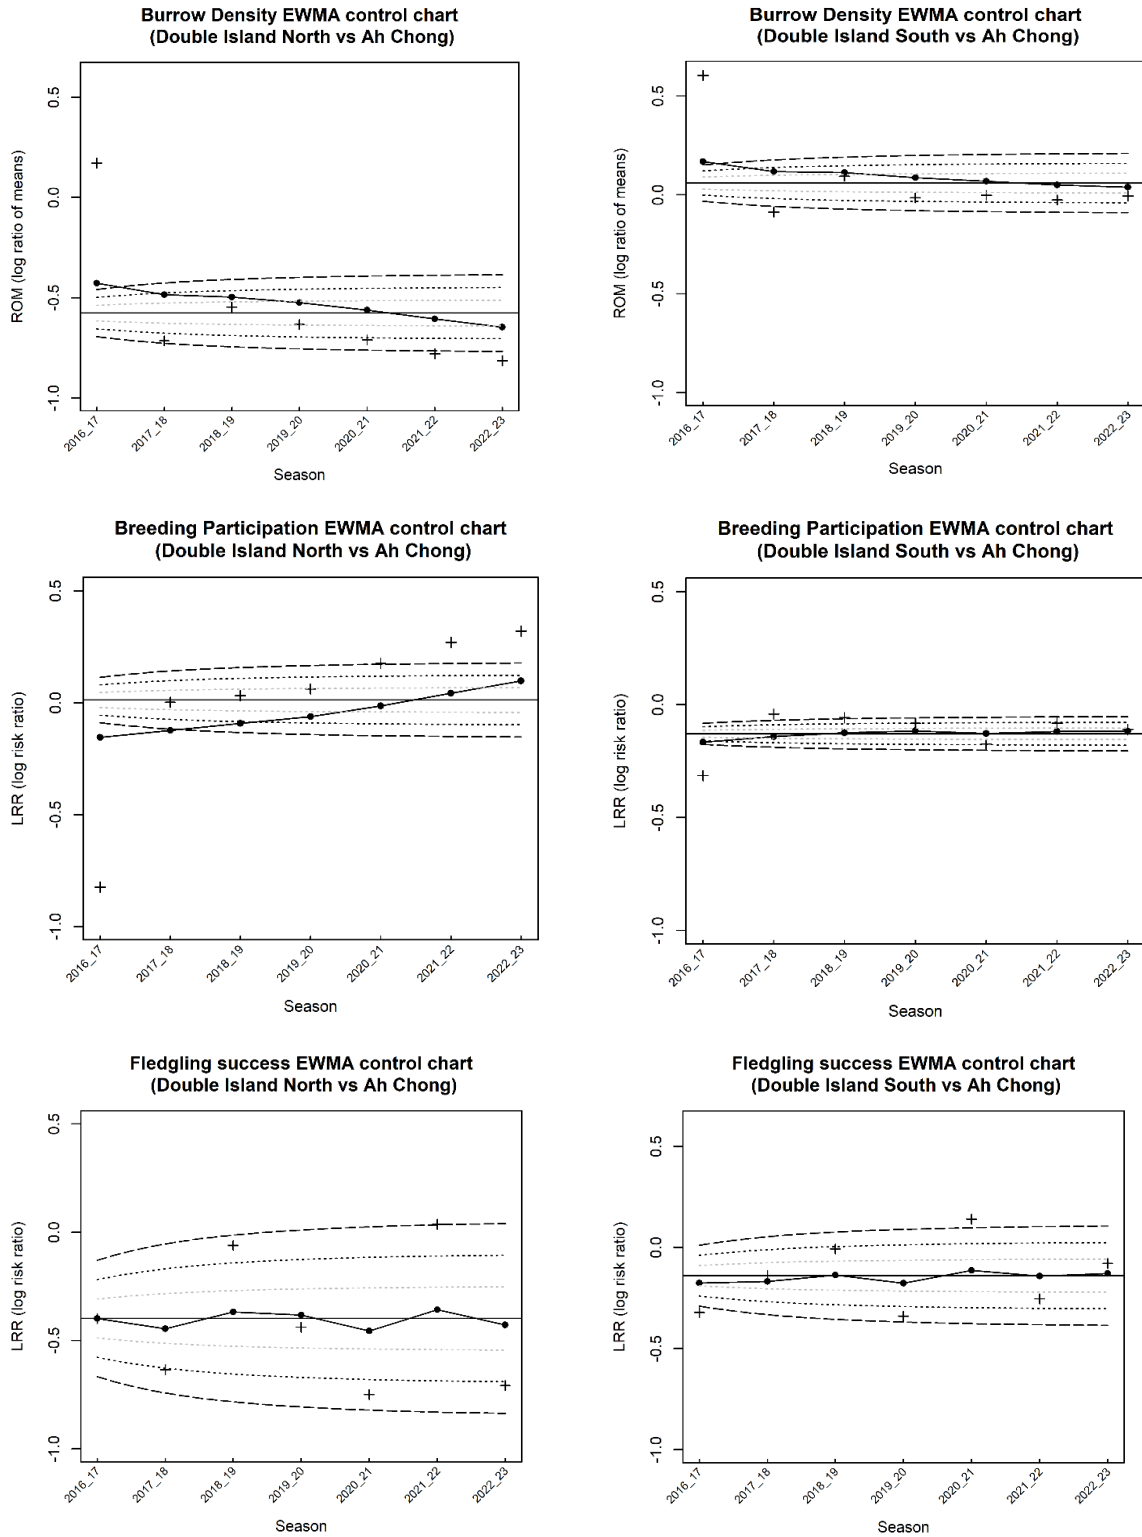 Burrow Density EWMA control chart
(Double Island North vs Ah Chong)
ROM (log ratio of means)
0.5
0.0
-0.5
-1.0
2016_17
2017_18
2018_19
2019_20
2020_21
2021_22
2022_23
Season
Burrow Density EWMA control chart
(Double Island South vs Ah Chong)
ROM (log ratio of means)
0.5
0.0
-0.5
-1.0
2016_17
2017_18
2018_19
2019_20
2020_21
2021_22
2022_23
Season
Breeding Participation EWMA control chart
(Double Island North vs Ah Chong)
LRR (log risk ratio)
0.5
0.0
-0.5
-1.0
2016_17
2017_18
2018_19
2019_20
2020_21
2021_22
2022_23
Season
Breeding Participation EWMA control chart
(Double Island South vs Ah Chong)
LRR (log risk ratio)
0.5
0.0
-0.5
-1.0
2016_17
2017_18
2018_19
2019_20
2020_21
2021_22
2022_23
Season
Fledgling success EWMA control chart
(Double Island North vs Ah Chong)
LRR (log risk ratio)
0.5
0.0
-0.5
-1.0
2016_17
2017_18
2018_19
2019_20
2020_21
2021_22
2022_23
Season
Fledgling success EWMA control chart
(Double Island South vs Ah Chong)
LRR (log risk ratio)
0.5
0.0
-0.5
-1.0
2016_17
2017_18
2018_19
2019_20
2020_21
2021_22
2022_23
Season